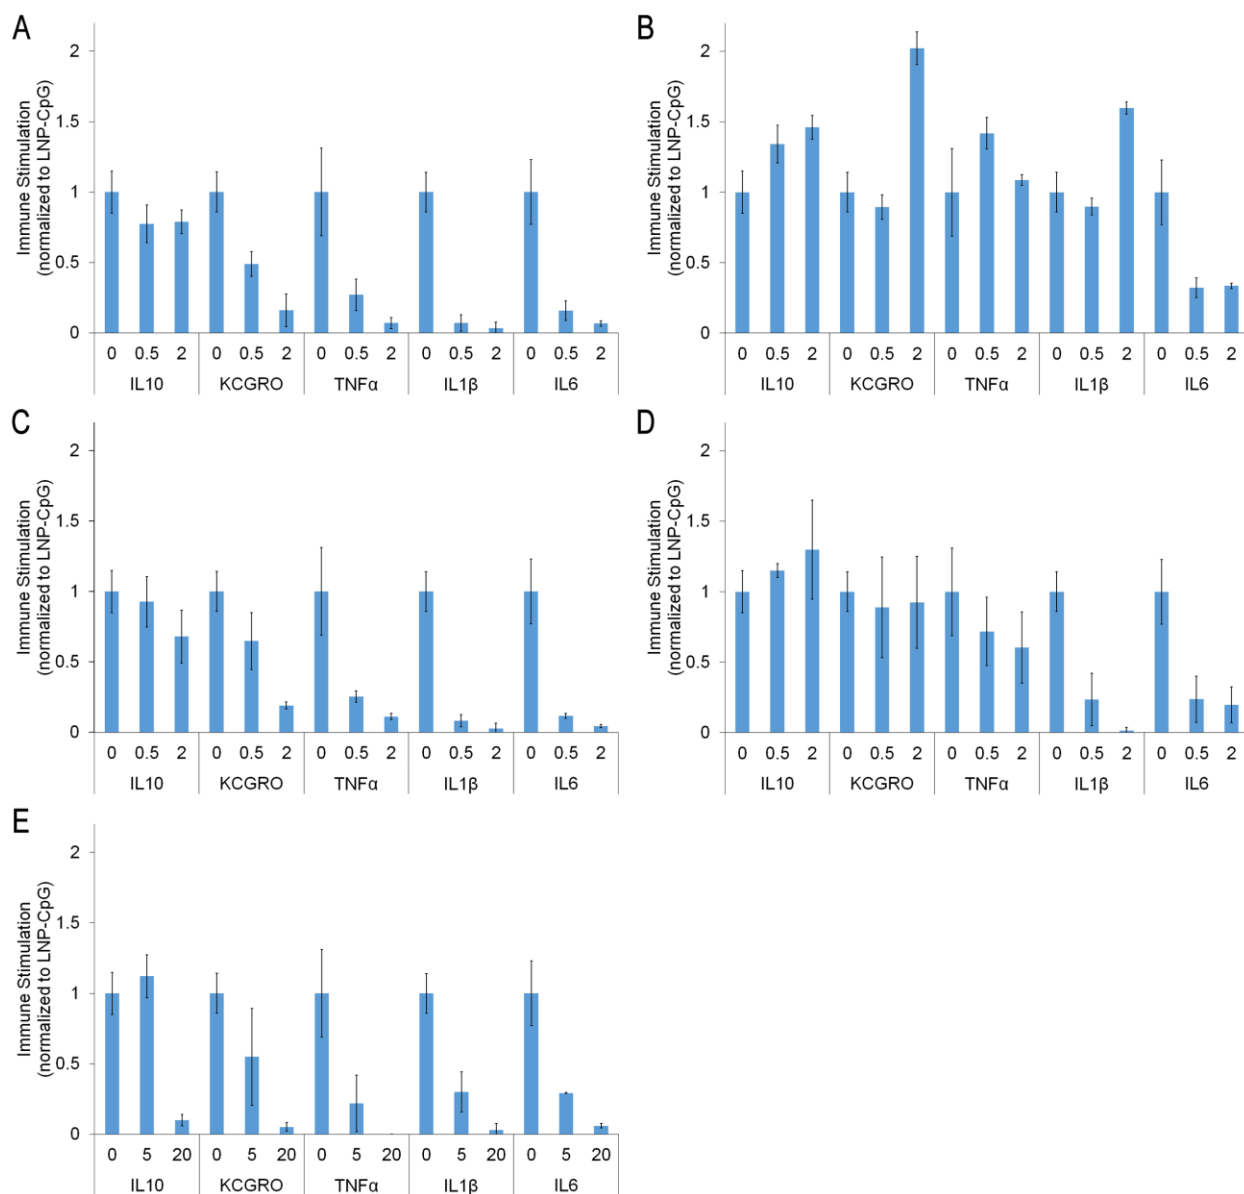 A
Immune Stimulation
(normalized to LNP-CpG)
2
1.5
1
0.5
0
0 0.5 2 0 0.5 2 0 0.5 2 0 0.5 2 0 0.5 2
IL10 KCGRO TNFα IL1β IL6
B
Immune Stimulation
(normalized to LNP-CpG)
2
1.5
1
0.5
0
0 0.5 2 0 0.5 2 0 0.5 2 0 0.5 2 0 0.5 2
IL10 KCGRO TNFα IL1β IL6
C
Immune Stimulation
(normalized to LNP-CpG)
2
1.5
1
0.5
0
0 0.5 2 0 0.5 2 0 0.5 2 0 0.5 2 0 0.5 2
IL10 KCGRO TNFα IL1β IL6
D
Immune Stimulation
(normalized to LNP-CpG)
2
1.5
1
0.5
0
0 0.5 2 0 0.5 2 0 0.5 2 0 0.5 2 0 0.5 2
IL10 KCGRO TNFα IL1β IL6
E
Immune Stimulation
(normalized to LNP-CpG)
2
1.5
1
0.5
0
0 5 20 0 5 20 0 5 20 0 5 20 0 5 20
IL10 KCGRO TNFα IL1β IL6